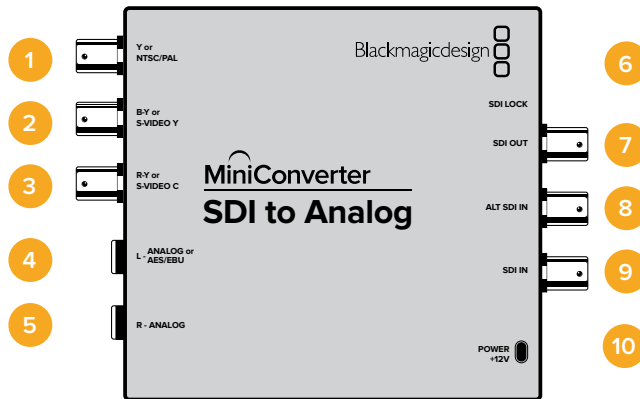 1
Y or
NTSC/PAL
Blackmagicdesign
6
2
B-Y or
S-VIDEO Y
SDI LOCK
SDI OUT
7
3
R-Y or
S-VIDEO C
MiniConverter
SDI to Analog
ALT SDI IN
8
4
L - ANALOG or
AES/EBU
SDI IN
9
5
R - ANALOG
POWER
+12V
10